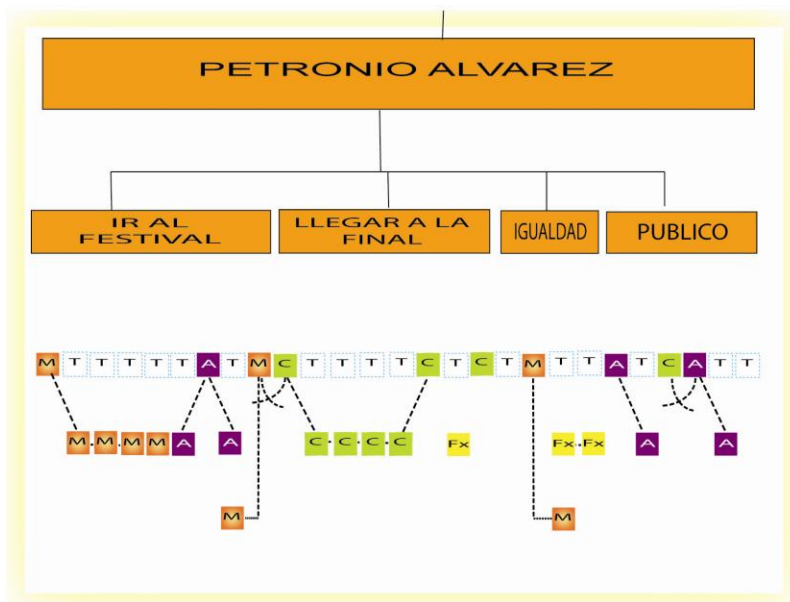 PETRONIO ALVAREZ
IR AL
FESTIVAL
LLEGAR A LA
FINAL
IGUALDAD
PUBLICO
M T T T T T A T M C T T T T C T C T M T T A T C A T T
M M M M A A C C C C Fx Fx Fx A A
M M